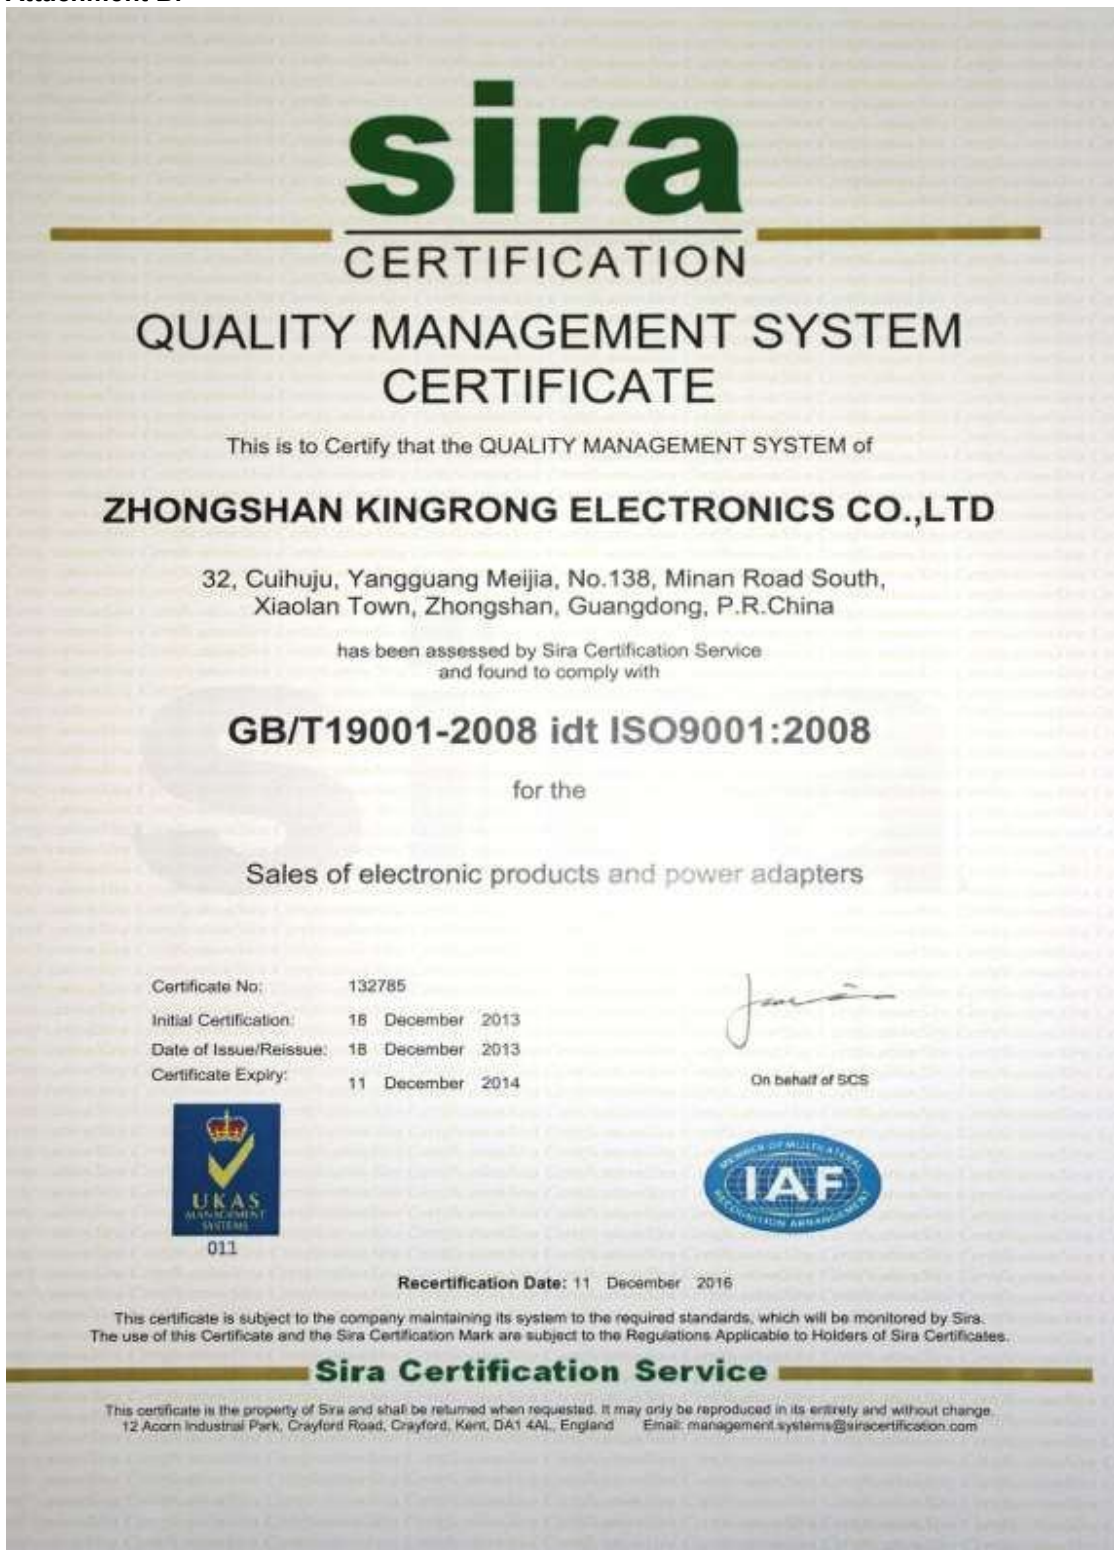 sira
CERTIFICATION
QUALITY MANAGEMENT SYSTEM
CERTIFICATE
This is to Certify that the QUALITY MANAGEMENT SYSTEM of
ZHONGSHAN KINGRONG ELECTRONICS CO.,LTD
32, Cuihuju, Yangguang Meijia, No.138, Minan Road South,
Xiaolan Town, Zhongshan, Guangdong, P.R.China
has been assessed by Sira Certification Service
and found to comply with
GB/T19001-2008 idt ISO9001:2008
for the
Sales of electronic products and power adapters
Certificate No: 132785
Initial Certification: 18 December 2013
Date of Issue/Reissue: 18 December 2013
Certificate Expiry: 11 December 2014
On behalf of SCS
UKAS
MANAGEMENT
SYSTEMS
011
MEMBER OF MULTILATERAL
IAF
RECOGNITION ARRANGEMENT
Recertification Date: 11 December 2016
This certificate is subject to the company maintaining its system to the required standards, which will be monitored by Sira.
The use of this Certificate and the Sira Certification Mark are subject to the Regulations Applicable to Holders of Sira Certificates.
Sira Certification Service
This certificate is the property of Sira and shall be returned when requested. It may only be reproduced in its entirety and without change.
12 Acorn Industrial Park, Crayford Road, Crayford, Kent, DA1 4AL, England Email: management.systems@siracertification.com